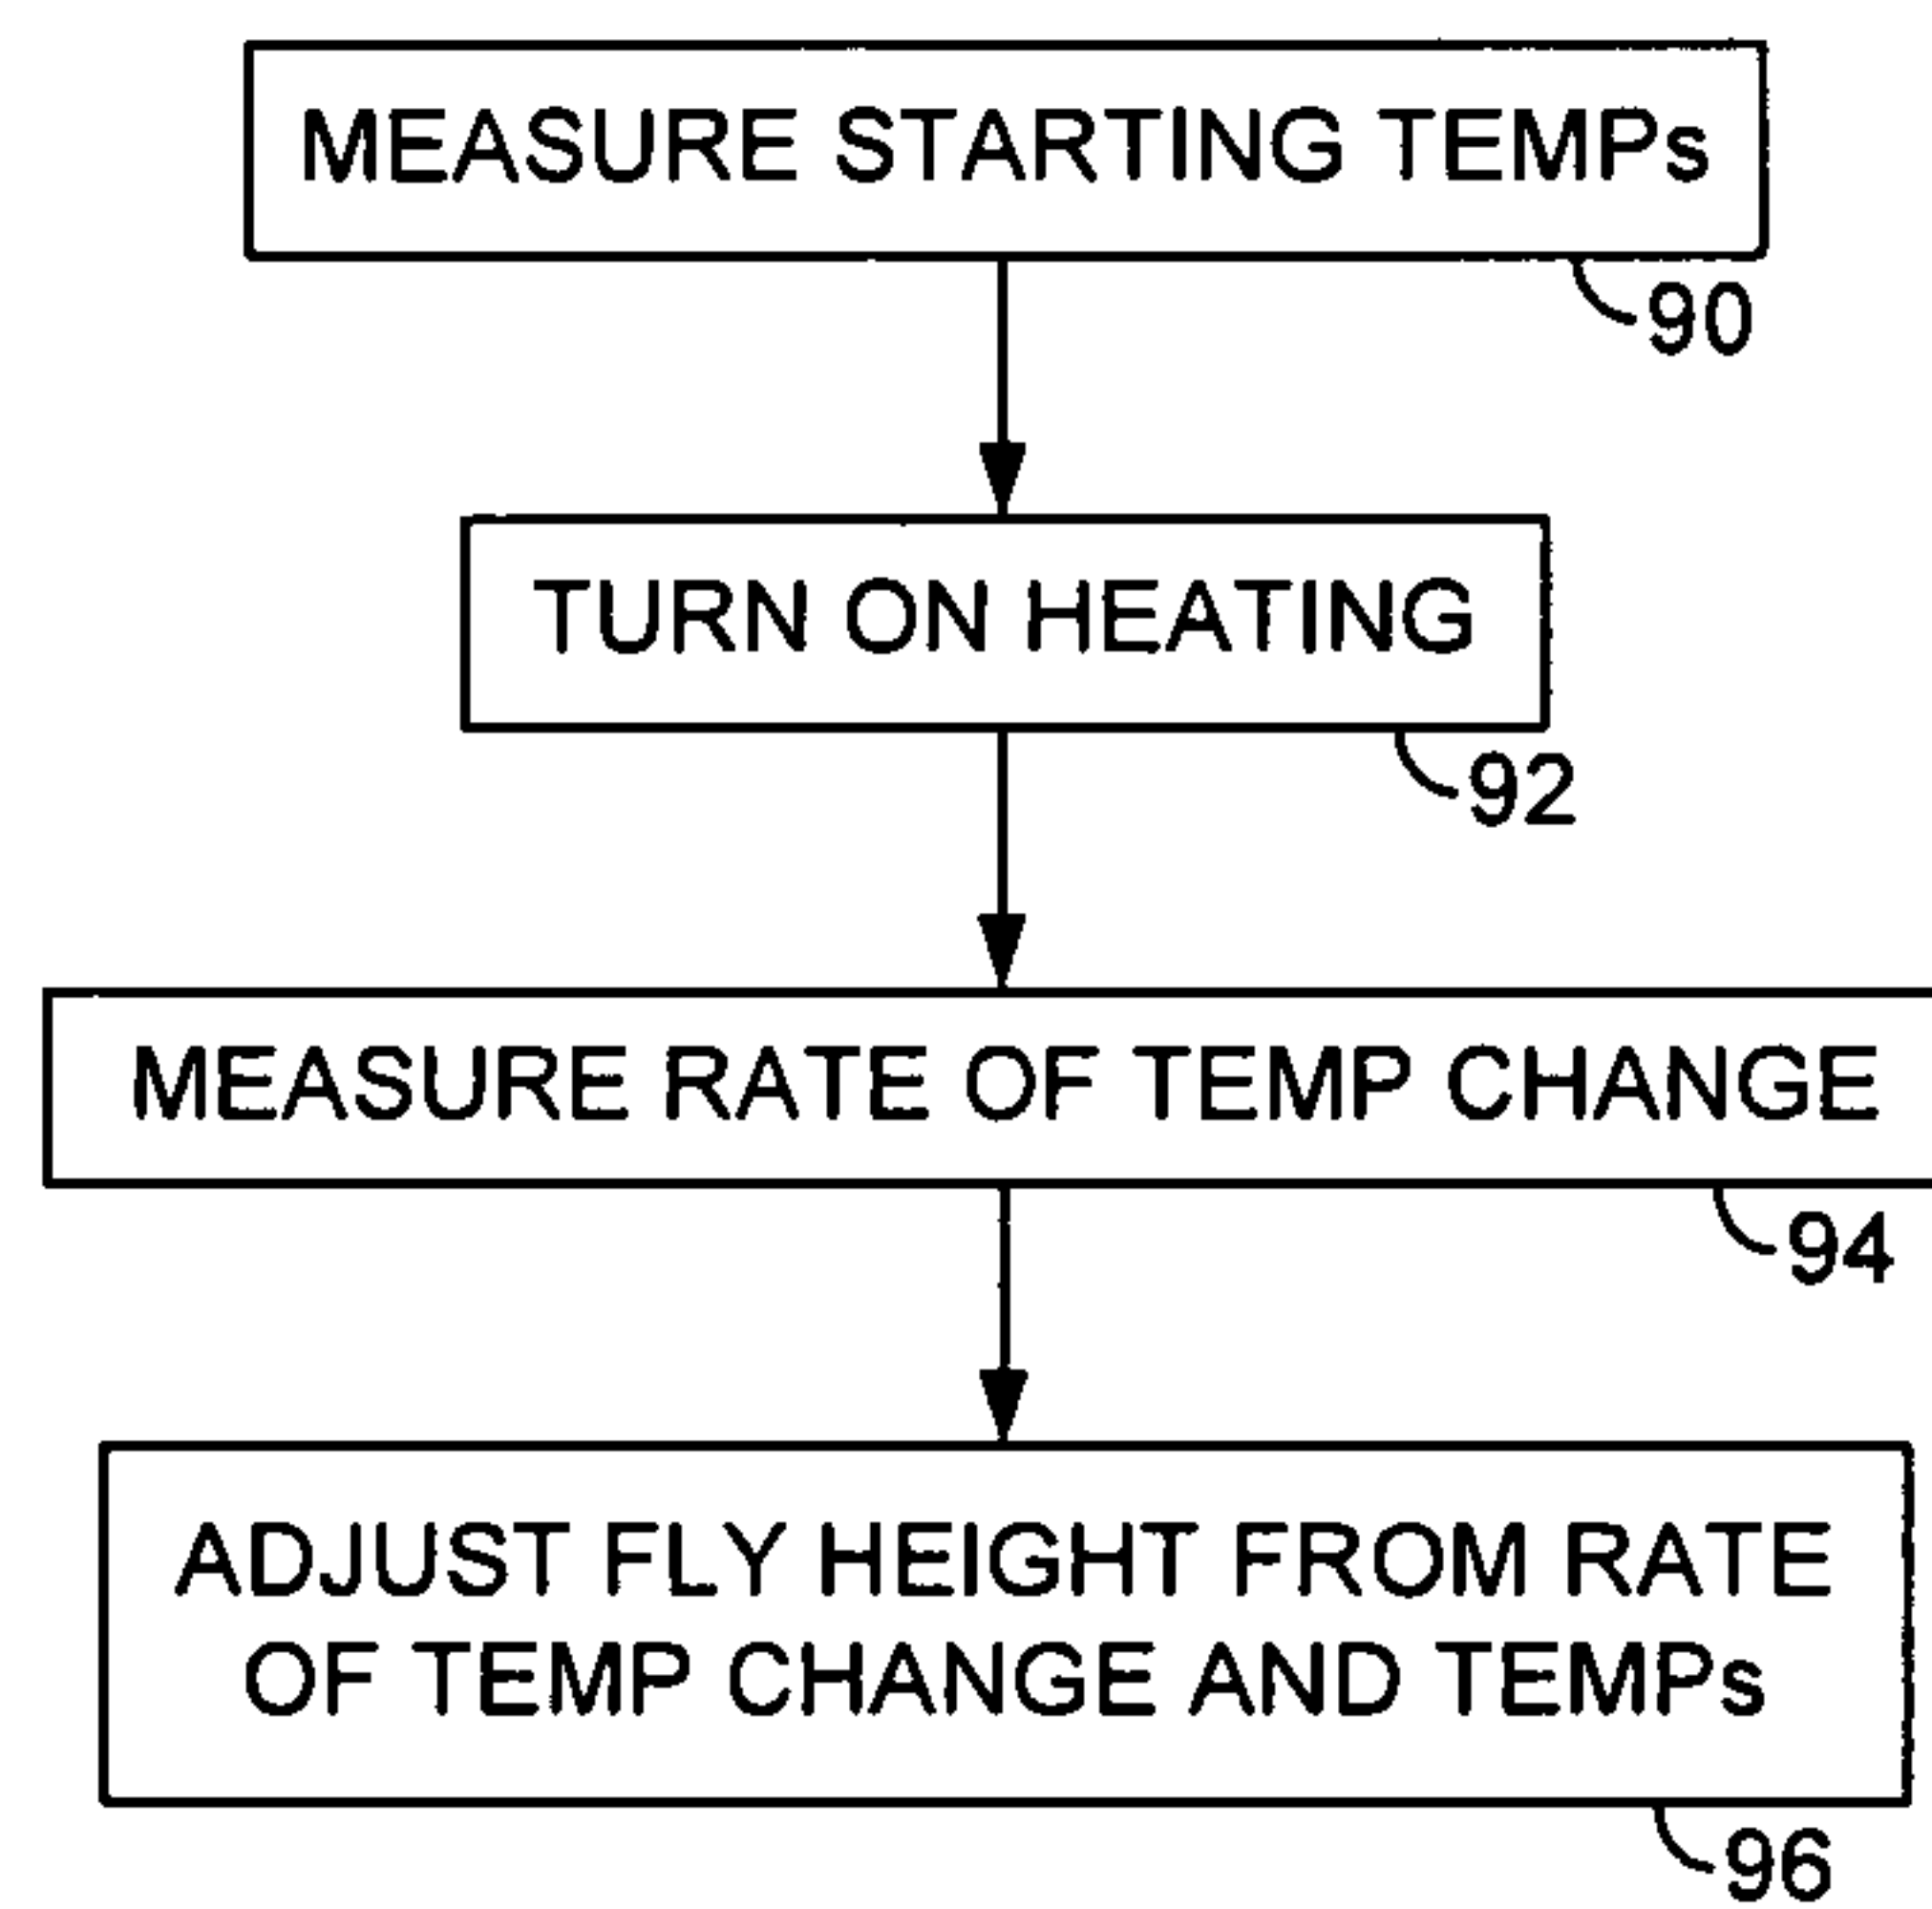 MEASURE STARTING TEMPs
90
TURN ON HEATING
92
MEASURE RATE OF TEMP CHANGE
94
ADJUST FLY HEIGHT FROM RATE
OF TEMP CHANGE AND TEMPs
96